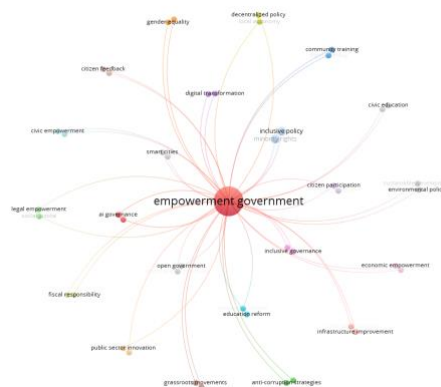 gender equality
decentralized policy
community training
citizen feedback
digital transformation
civic education
civic empowerment
inclusive policy
minority rights
smart cities
citizen participation
environmental policy
empowerment government
legal empowerment
ai governance
inclusive governance
open government
economic empowerment
fiscal responsibility
education reform
infrastructure improvement
public sector innovation
grassroots movements
anti-corruption strategies